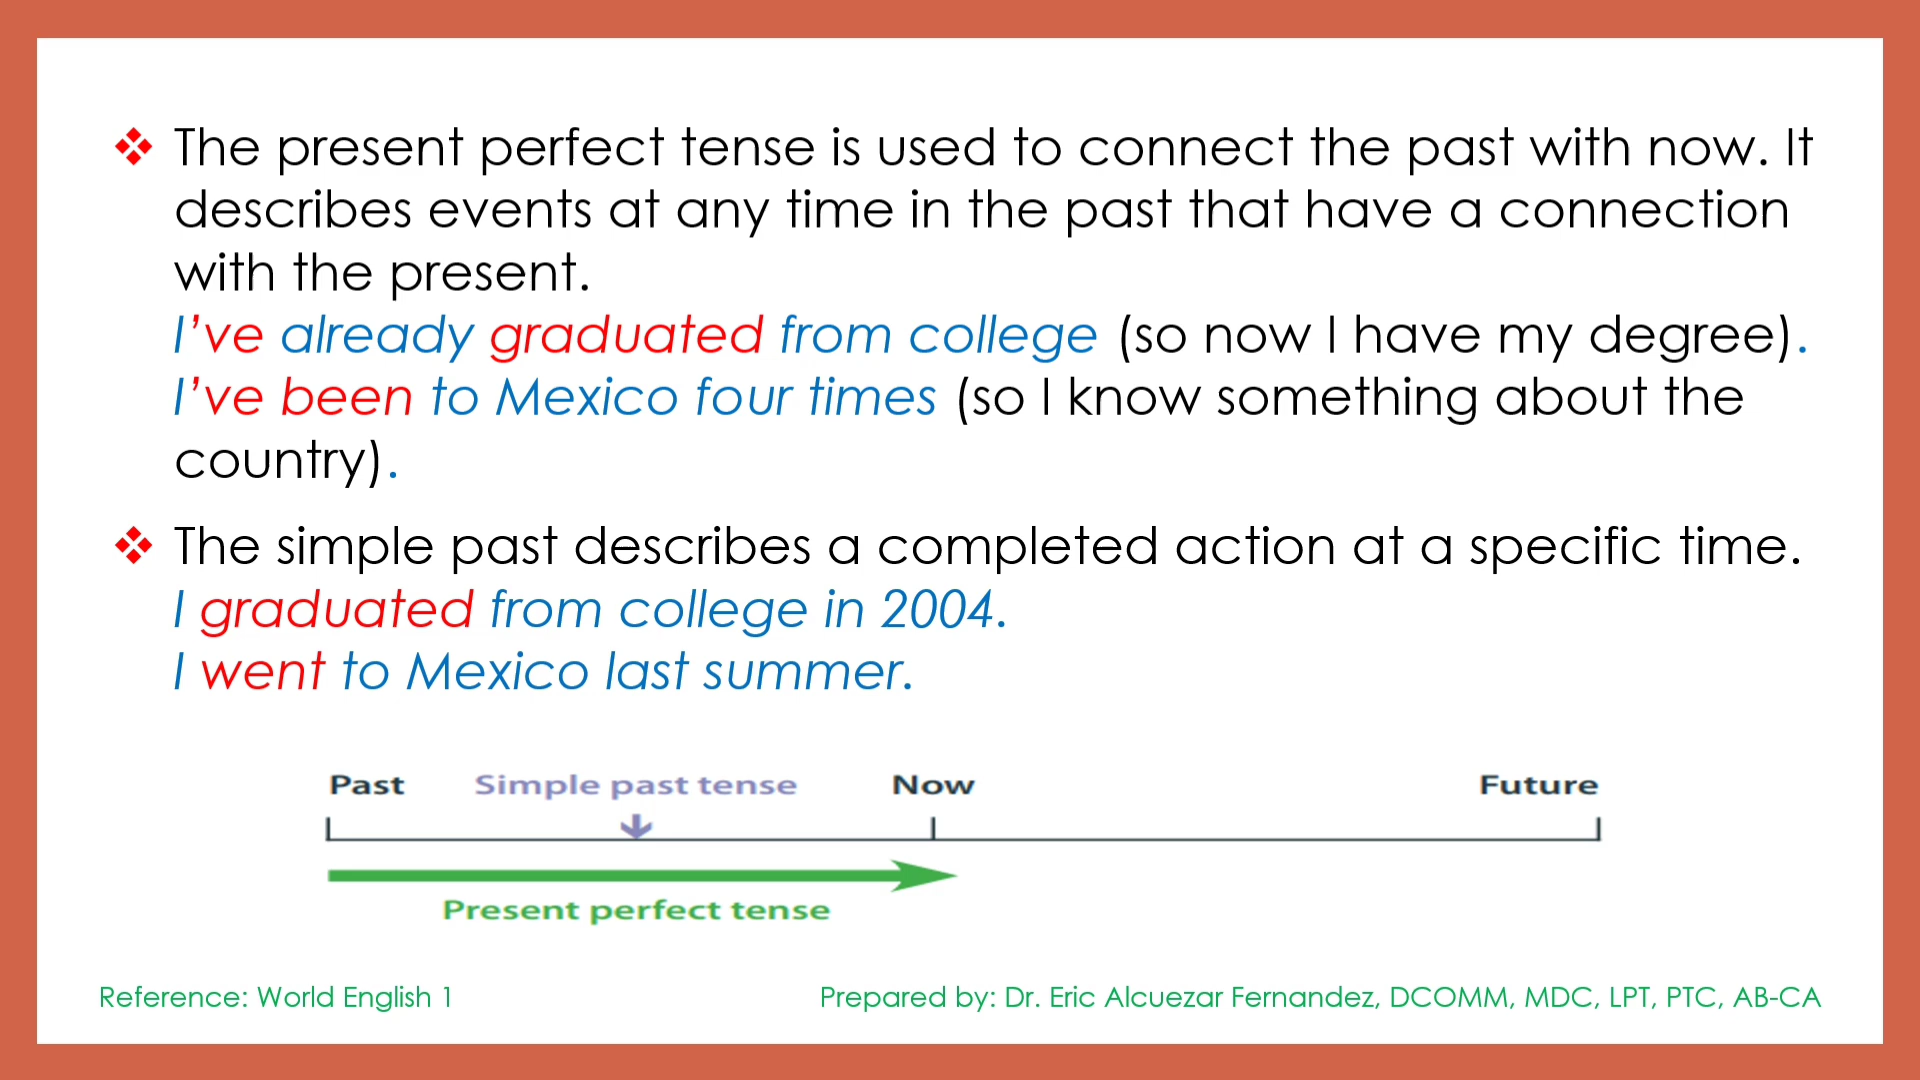 The present perfect tense is used to connect the past with now. It
describes events at any time in the past that have a connection
with the present.
I’ve already graduated from college (so now I have my degree).
I’ve been to Mexico four times (so I know something about the
country).
The simple past describes a completed action at a specific time.
I graduated from college in 2004.
I went to Mexico last summer.
Past Simple past tense Now Future
Present perfect tense
Reference: World English 1 Prepared by: Dr. Eric Alcuezar Fernandez, DCOMM, MDC, LPT, PTC, AB-CA